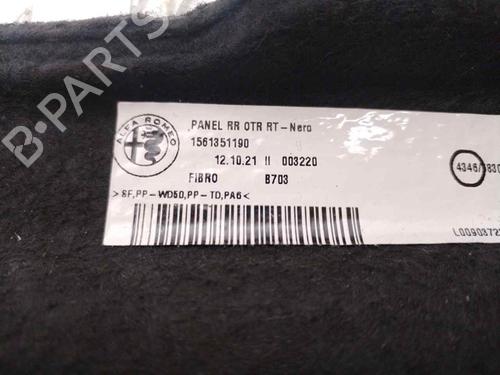 PANEL RR OTR RT-Nero
1561351190
12.10.21 !! 003220
FIBRO B703
>SF,PP-WD50,PP-TD,PA6<
ALFA ROMEO
B-PARTS